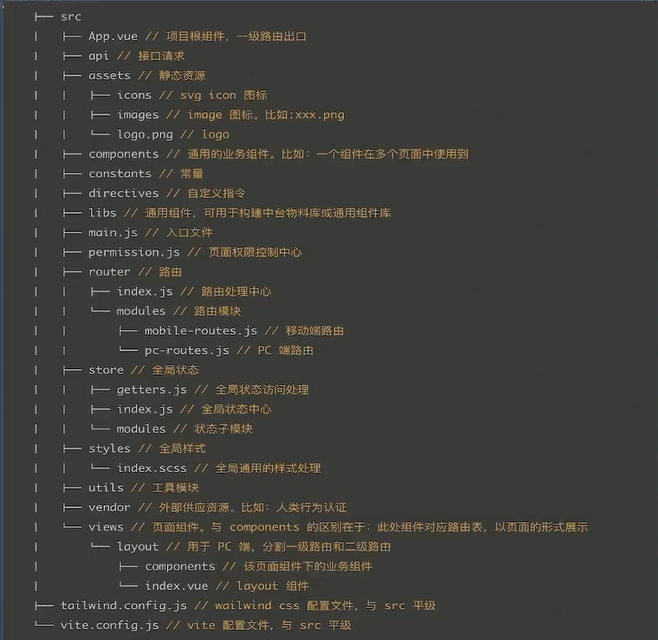 ├── src
│   ├── App.vue // 项目根组件，一级路由出口
│   ├── api // 接口请求
│   ├── assets // 静态资源
│   │   ├── icons // svg icon 图标
│   │   ├── images // image 图标。比如:xxx.png
│   │   └── logo.png // logo
│   ├── components // 通用的业务组件。比如：一个组件在多个页面中使用到
│   ├── constants // 常量
│   ├── directives // 自定义指令
│   ├── libs // 通用组件，可用于构建中台物料库或通用组件库
│   ├── main.js // 入口文件
│   ├── permission.js // 页面权限控制中心
│   ├── router // 路由
│   │   ├── index.js // 路由处理中心
│   │   └── modules // 路由模块
│   │       ├── mobile-routes.js // 移动端路由
│   │       └── pc-routes.js // PC 端路由
│   ├── store // 全局状态
│   │   ├── getters.js // 全局状态访问处理
│   │   ├── index.js // 全局状态中心
│   │   └── modules // 状态子模块
│   ├── styles // 全局样式
│   │   └── index.scss // 全局通用的样式处理
│   ├── utils // 工具模块
│   ├── vendor // 外部供应资源。比如：人类行为认证
│   └── views // 页面组件。与 components 的区别在于：此处组件对应路由表，以页面的形式展示
│       └── layout // 用于 PC 端，分割一级路由和二级路由
│           ├── components // 该页面组件下的业务组件
│           └── index.vue // layout 组件
├── tailwind.config.js // wailwind css 配置文件，与 src 平级
└── vite.config.js // vite 配置文件，与 src 平级